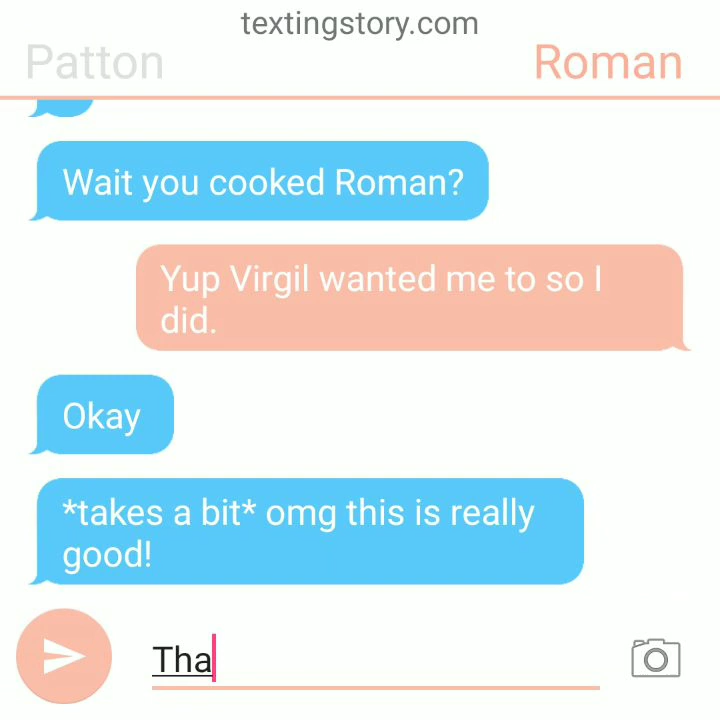 textingstory.com
Patton
Roman
Wait you cooked Roman?
Yup Virgil wanted me to so I
did.
Okay
*takes a bit* omg this is really
good!
Tha